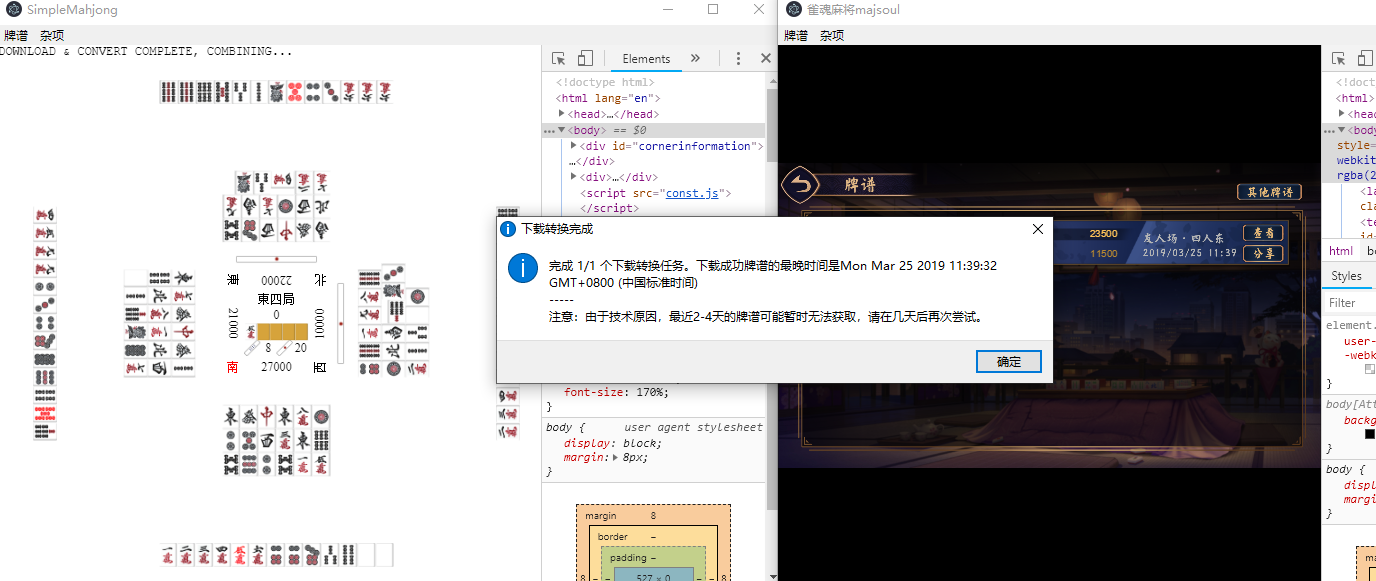 SimpleMahjong
牌谱 杂项
DOWNLOAD & CONVERT COMPLETE, COMBINING...
Elements
<!doctype html>
<html lang="en">
<head>…</head>
<body> == $0
<div id="cornerinformation">
…</div>
<div>…</div>
<script src="const.js">
</script>
font-size: 170%;
}
body { user agent stylesheet
display: block;
margin: 8px;
}
margin 8
border –
padding –
8 – – 527 × 0 – – 8
東 22000 北
東四局
0
21000
8 20
南 27000 西
雀魂麻将majsoul
牌谱 杂项
牌谱
其他牌谱
23500
友人场·四人东
查看
11500
2019/03/25 11:39
分享
下载转换完成
完成 1/1 个下载转换任务。下载成功牌谱的最晚时间是Mon Mar 25 2019 11:39:32
GMT+0800 (中国标准时间)
-----
注意：由于技术原因，最近2-4天的牌谱可能暂时无法获取，请在几天后再次尝试。
确定
<!doct
<html
<head
<body
style=
webkit
rgba(2
<la
cla
<te
html bo
Styles
Filter
element.
user-
-webk
}
body[Att
backg
}
body {
displ
margi
}
ma